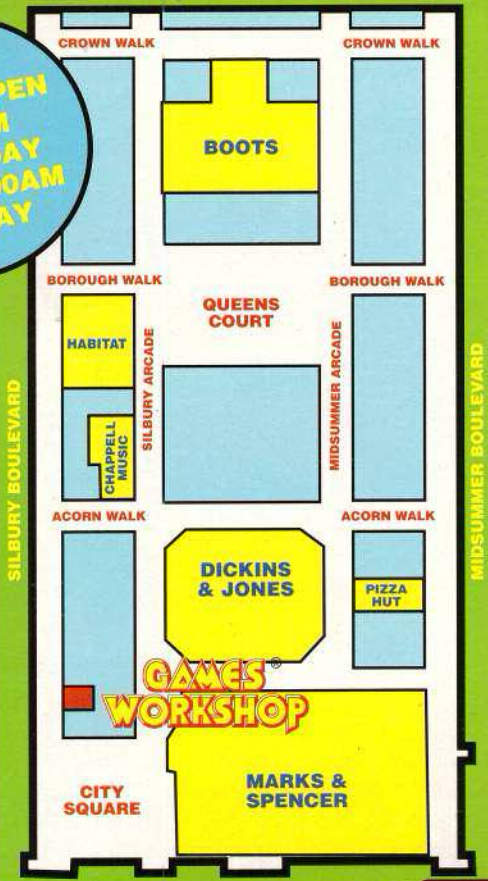 CROWN WALK
CROWN WALK
AY
00AM
AY
BOOTS
BOROUGH WALK
BOROUGH WALK
QUEENS
COURT
HABITAT
SILBURY ARCADE
MIDSUMMER ARCADE
CHAPPELL
MUSIC
SILBURY BOULEVARD
MIDSUMMER BOULEVARD
ACORN WALK
ACORN WALK
DICKINS
& JONES
PIZZA
HUT
GAMES®
WORKSHOP
MARKS &
SPENCER
CITY
SQUARE